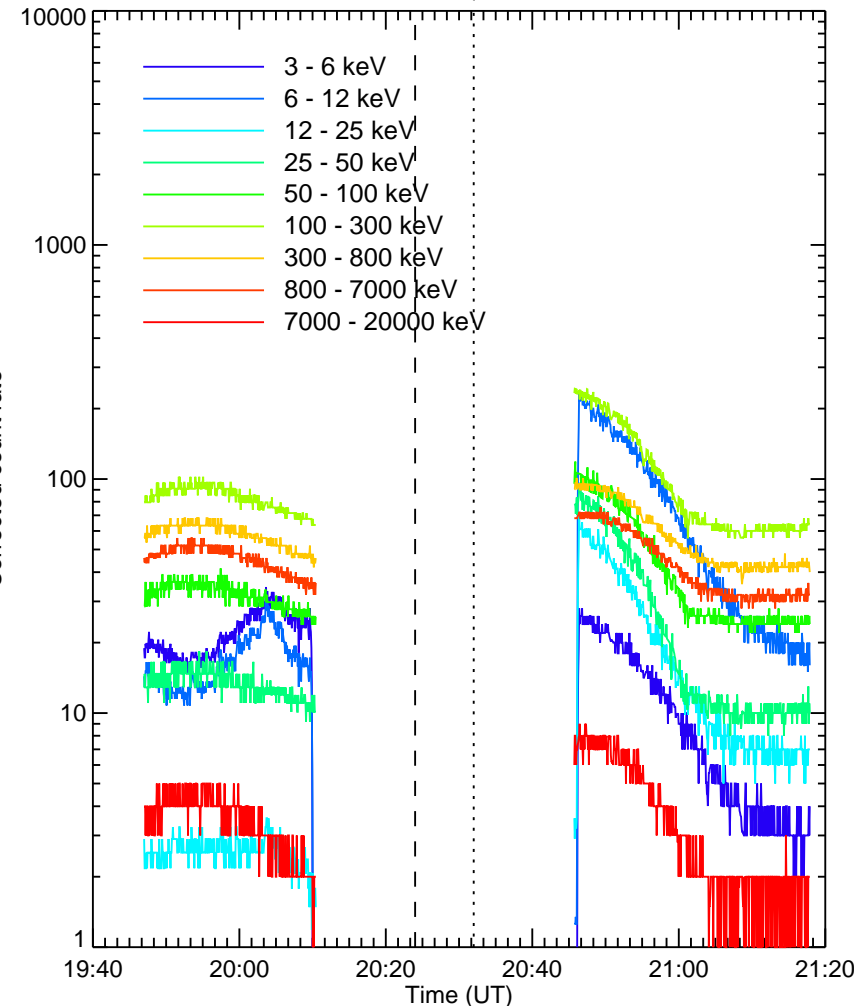 10000
1000
100
10
1
3 - 6 keV
6 - 12 keV
12 - 25 keV
25 - 50 keV
50 - 100 keV
100 - 300 keV
300 - 800 keV
800 - 7000 keV
7000 - 20000 keV
19:40
20:00
20:20
20:40
21:00
21:20
Time (UT)